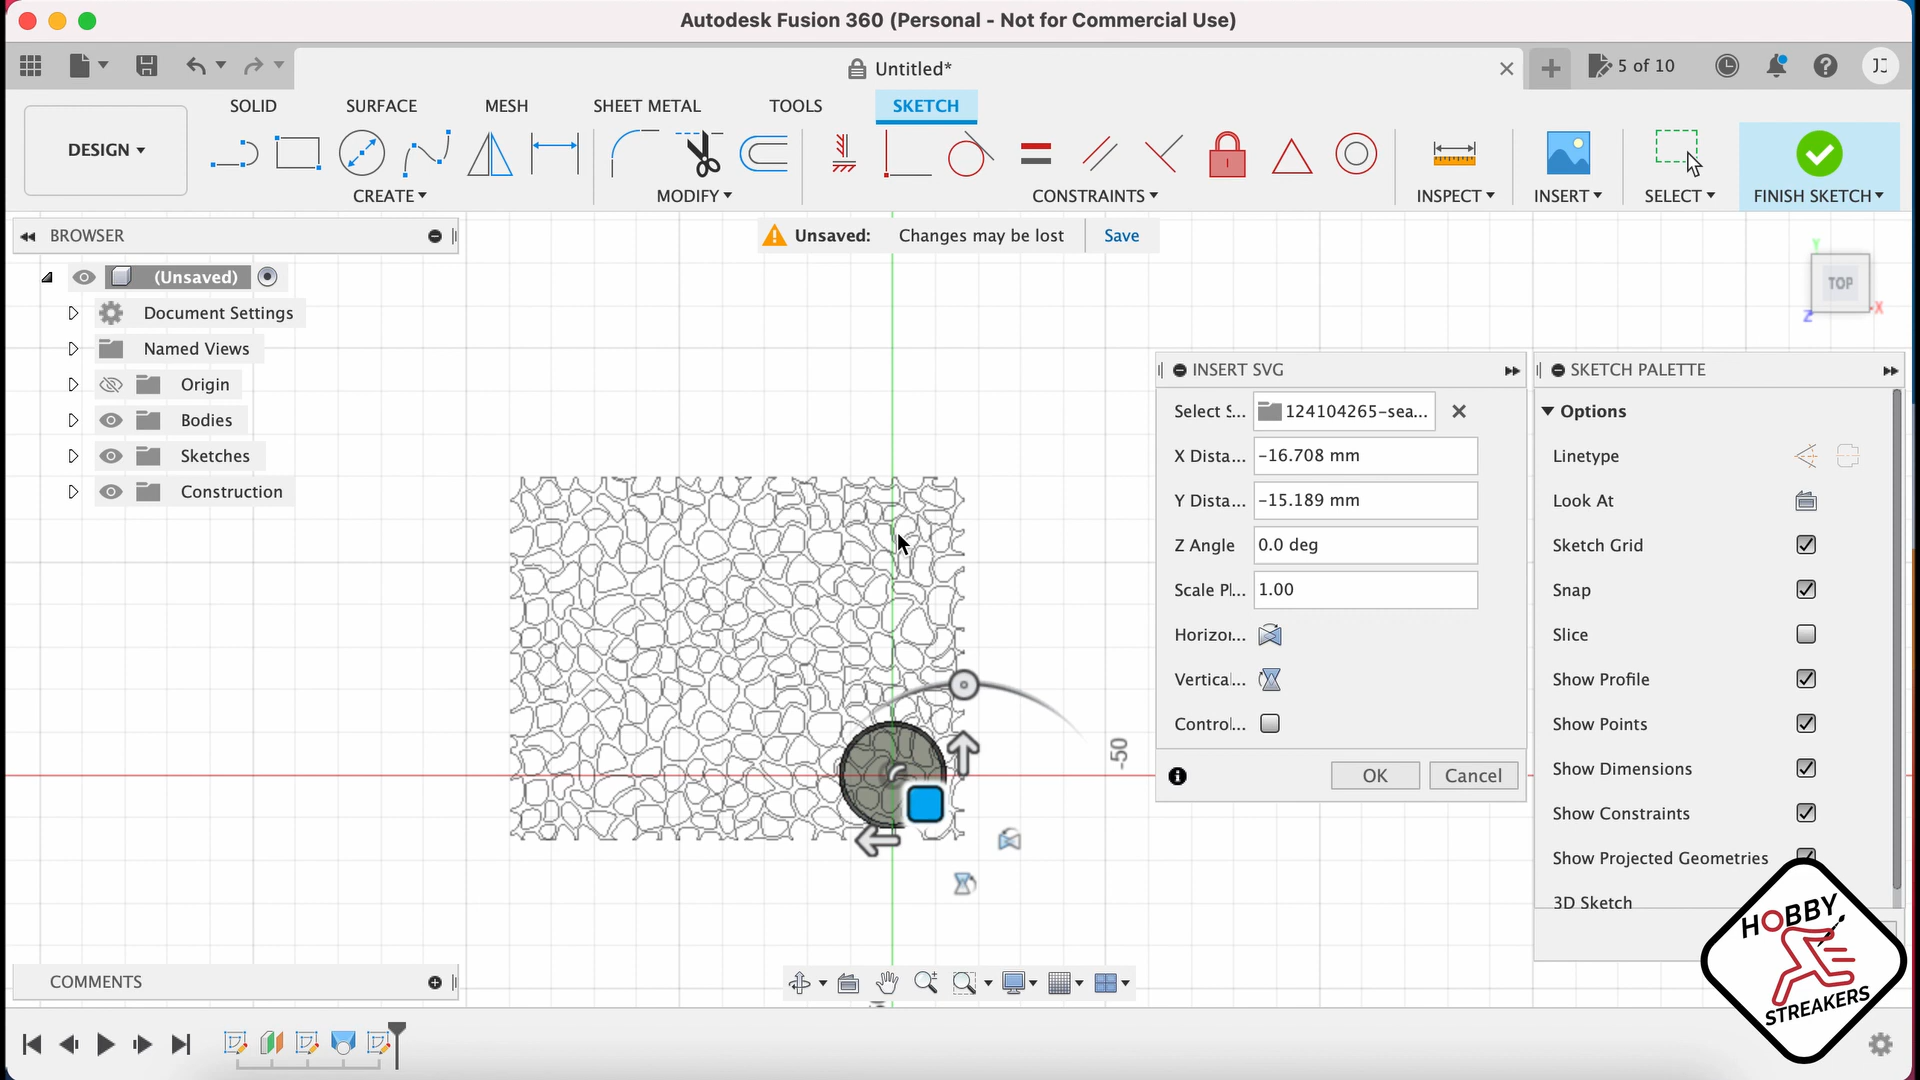 Autodesk Fusion 360 (Personal - Not for Commercial Use)
Untitled*
5 of 10
JC
SOLID
SURFACE
MESH
SHEET METAL
TOOLS
SKETCH
DESIGN
CREATE
MODIFY
CONSTRAINTS
INSPECT
INSERT
SELECT
FINISH SKETCH
BROWSER
Unsaved: Changes may be lost Save
(Unsaved)
Document Settings
Named Views
Origin
Bodies
Sketches
Construction
Y
TOP
X
Z
INSERT SVG
Select S... 124104265-sea...
X Dista... -16.708 mm
Y Dista... -15.189 mm
Z Angle 0.0 deg
Scale Pl... 1.00
Horizor...
Vertical...
Control...
OK Cancel
SKETCH PALETTE
Options
Linetype
Look At
Sketch Grid
Snap
Slice
Show Profile
Show Points
Show Dimensions
Show Constraints
Show Projected Geometries
3D Sketch
-50
COMMENTS
HOBBY
STREAKERS